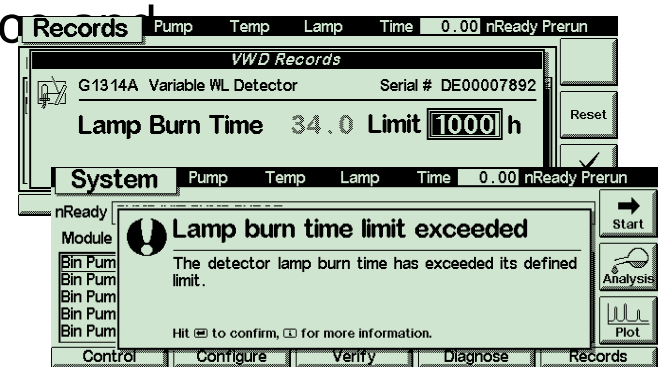 Records Pump Temp Lamp Time 0.00 nReady Prerun
VWD Records
G1314A Variable WL Detector Serial # DE00007892
Lamp Burn Time 34.0 Limit 1000 h
Reset
System Pump Temp Lamp Time 0.00 nReady Prerun
nReady
Start
Lamp burn time limit exceeded
Module
The detector lamp burn time has exceeded its defined
limit.
Bin Pum
Bin Pum
Bin Pum
Bin Pum
Bin Pum
Analysis
Hit to confirm, i for more information.
Plot
Control Configure Verify Diagnose Records